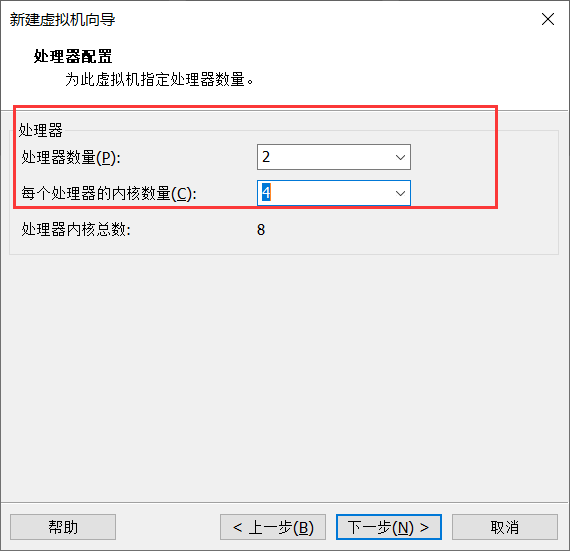 新建虚拟机向导
处理器配置
为此虚拟机指定处理器数量。
处理器
处理器数量(P): 2
每个处理器的内核数量(C): 4
处理器内核总数: 8
帮助 < 上一步(B) 下一步(N) > 取消